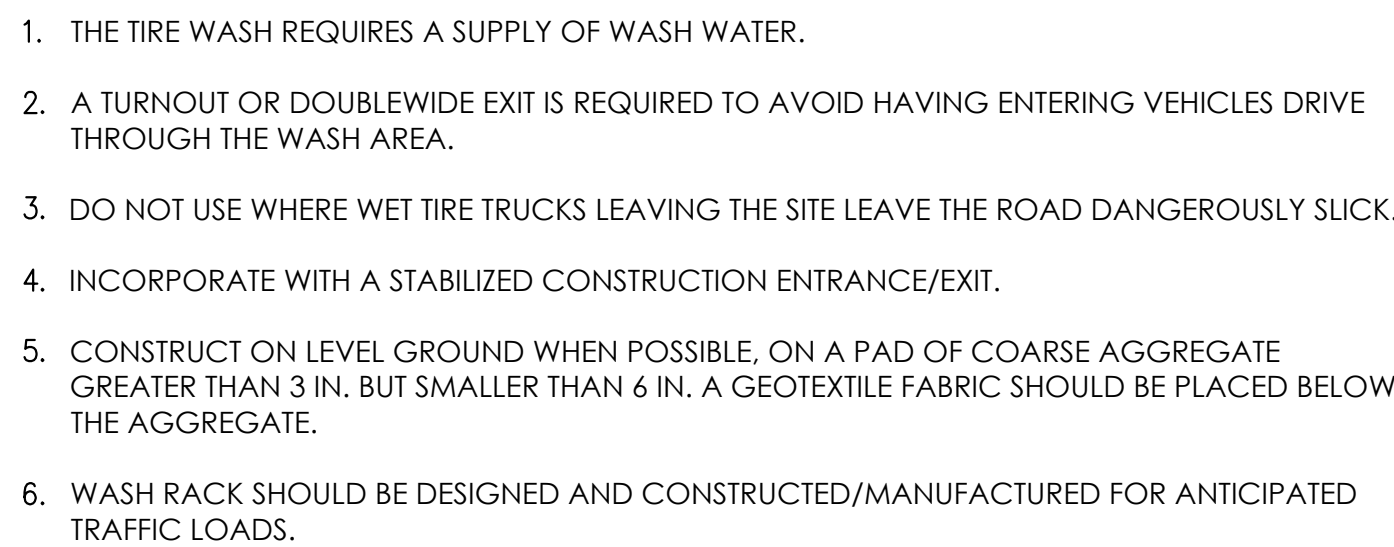 1. THE TIRE WASH REQUIRES A SUPPLY OF WASH WATER.
2. A TURNOUT OR DOUBLEWIDE EXIT IS REQUIRED TO AVOID HAVING ENTERING VEHICLES DRIVE
THROUGH THE WASH AREA.
3. DO NOT USE WHERE WET TIRE TRUCKS LEAVING THE SITE LEAVE THE ROAD DANGEROUSLY SLICK.
4. INCORPORATE WITH A STABILIZED CONSTRUCTION ENTRANCE/EXIT.
5. CONSTRUCT ON LEVEL GROUND WHEN POSSIBLE, ON A PAD OF COARSE AGGREGATE
GREATER THAN 3 IN. BUT SMALLER THAN 6 IN. A GEOTEXTILE FABRIC SHOULD BE PLACED BELOW
THE AGGREGATE.
6. WASH RACK SHOULD BE DESIGNED AND CONSTRUCTED/MANUFACTURED FOR ANTICIPATED
TRAFFIC LOADS.